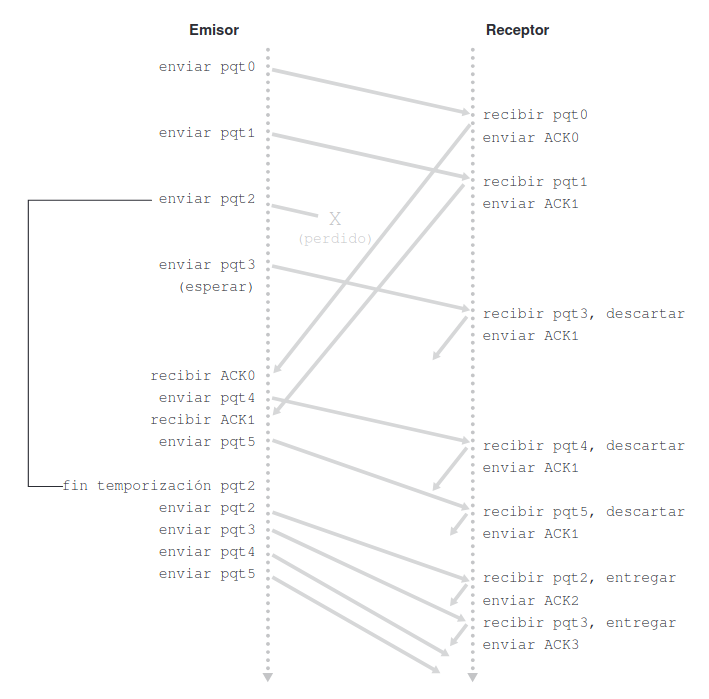 Emisor
Receptor
enviar pqt0
recibir pqt0
enviar pqt1
enviar ACK0
recibir pqt1
enviar pqt2
enviar ACK1
X
(perdido)
enviar pqt3
(esperar)
recibir pqt3, descartar
enviar ACK1
recibir ACK0
enviar pqt4
recibir ACK1
enviar pqt5
recibir pqt4, descartar
enviar ACK1
fin temporización pqt2
enviar pqt2
recibir pqt5, descartar
enviar pqt3
enviar ACK1
enviar pqt4
enviar pqt5
recibir pqt2, entregar
enviar ACK2
recibir pqt3, entregar
enviar ACK3